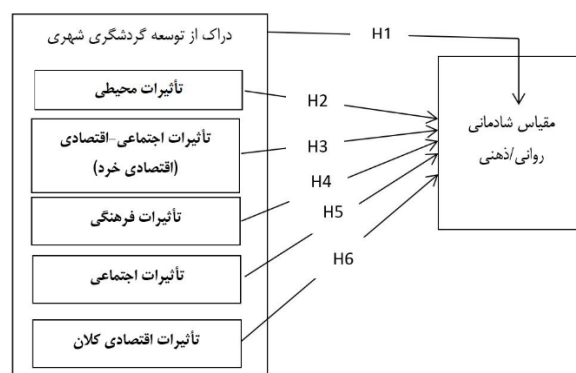 دراک از توسعه گردشگری شهری
تأثیرات محیطی
تأثیرات اجتماعی-اقتصادی
(اقتصادی خرد)
تأثیرات فرهنگی
تأثیرات اجتماعی
تأثیرات اقتصادی کلان
H1
H2
H3
H4
H5
H6
مقیاس شادمانی
روانی/ذهنی